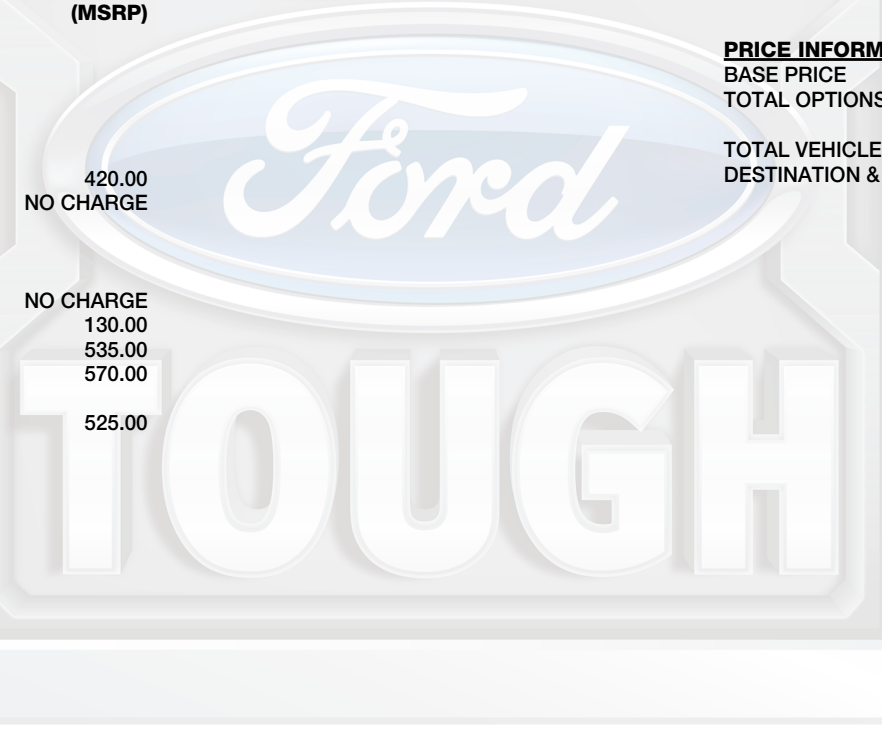 (MSRP)
420.00
NO CHARGE
NO CHARGE
130.00
535.00
570.00
525.00
PRICE INFORM
BASE PRICE
TOTAL OPTIONS
TOTAL VEHICLE
DESTINATION &
Ford
TOUGH